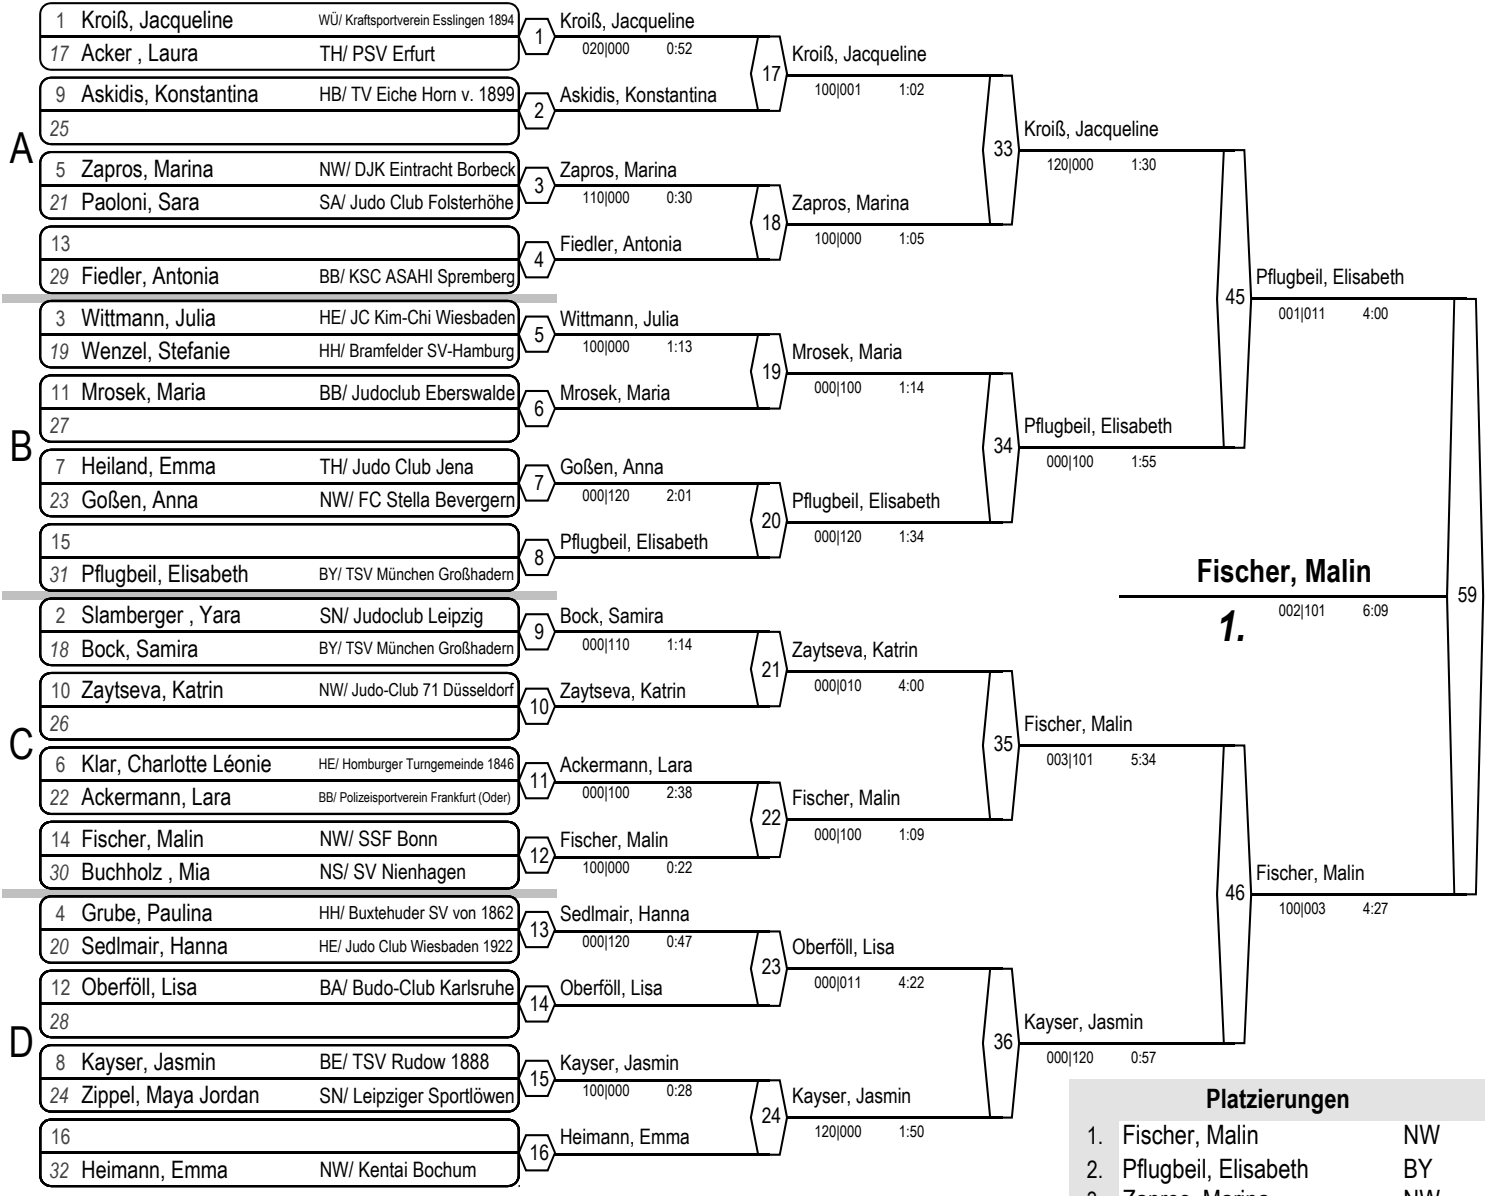 1 Kroiß, Jacqueline WÜ/ Kraftsportverein Esslingen 1894
17 Acker , Laura TH/ PSV Erfurt
9 Askidis, Konstantina HB/ TV Eiche Horn v. 1899
25
A
5 Zapros, Marina NW/ DJK Eintracht Borbeck
21 Paoloni, Sara SA/ Judo Club Folsterhöhe
13
29 Fiedler, Antonia BB/ KSC ASAHI Spremberg
3 Wittmann, Julia HE/ JC Kim-Chi Wiesbaden
19 Wenzel, Stefanie HH/ Bramfelder SV-Hamburg
11 Mrosek, Maria BB/ Judoclub Eberswalde
27
B
7 Heiland, Emma TH/ Judo Club Jena
23 Goßen, Anna NW/ FC Stella Bevergern
15
31 Pflugbeil, Elisabeth BY/ TSV München Großhadern
2 Slamberger , Yara SN/ Judoclub Leipzig
18 Bock, Samira BY/ TSV München Großhadern
10 Zaytseva, Katrin NW/ Judo-Club 71 Düsseldorf
26
C
6 Klar, Charlotte Léonie HE/ Homburger Turngemeinde 1846
22 Ackermann, Lara BB/ Polizeisportverein Frankfurt (Oder)
14 Fischer, Malin NW/ SSF Bonn
30 Buchholz , Mia NS/ SV Nienhagen
4 Grube, Paulina HH/ Buxtehuder SV von 1862
20 Sedlmair, Hanna HE/ Judo Club Wiesbaden 1922
12 Oberföll, Lisa BA/ Budo-Club Karlsruhe
28
D
8 Kayser, Jasmin BE/ TSV Rudow 1888
24 Zippel, Maya Jordan SN/ Leipziger Sportlöwen
16
32 Heimann, Emma NW/ Kentai Bochum
1 Kroiß, Jacqueline
020|000 0:52
2 Askidis, Konstantina
3 Zapros, Marina
110|000 0:30
4 Fiedler, Antonia
5 Wittmann, Julia
100|000 1:13
6 Mrosek, Maria
7 Goßen, Anna
000|120 2:01
8 Pflugbeil, Elisabeth
9 Bock, Samira
000|110 1:14
10 Zaytseva, Katrin
11 Ackermann, Lara
000|100 2:38
12 Fischer, Malin
100|000 0:22
13 Sedlmair, Hanna
000|120 0:47
14 Oberföll, Lisa
15 Kayser, Jasmin
100|000 0:28
16 Heimann, Emma
17 Kroiß, Jacqueline
100|001 1:02
18 Zapros, Marina
100|000 1:05
19 Mrosek, Maria
000|100 1:14
20 Pflugbeil, Elisabeth
000|120 1:34
21 Zaytseva, Katrin
000|010 4:00
22 Fischer, Malin
000|100 1:09
23 Oberföll, Lisa
000|011 4:22
24 Kayser, Jasmin
120|000 1:50
33 Kroiß, Jacqueline
120|000 1:30
34 Pflugbeil, Elisabeth
000|100 1:55
35 Fischer, Malin
003|101 5:34
36 Kayser, Jasmin
000|120 0:57
45 Pflugbeil, Elisabeth
001|011 4:00
46 Fischer, Malin
100|003 4:27
59
Fischer, Malin
1. 002|101 6:09
Platzierungen
1. Fischer, Malin NW
2. Pflugbeil, Elisabeth BY
3. Zapros, Marina NW